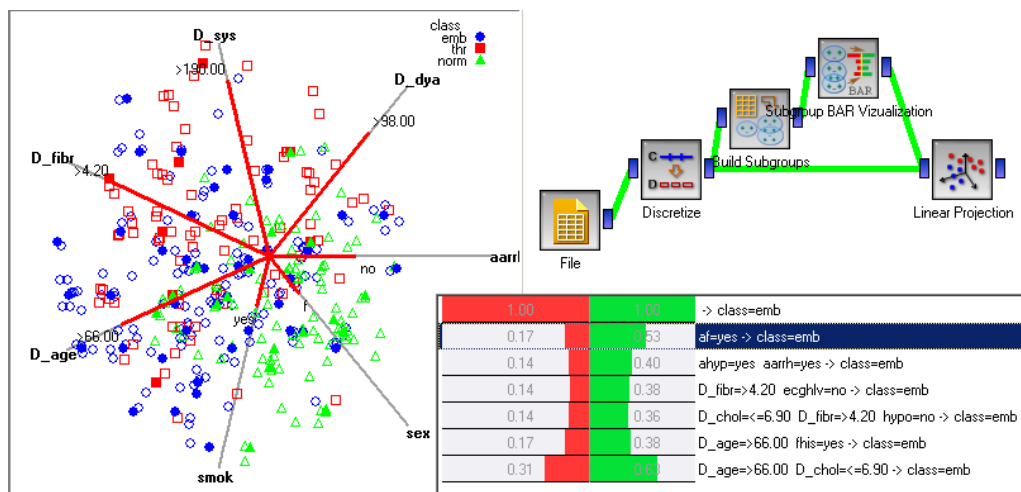 class
emb
thr
norm
D_sys
>190.00
D_dya
>98.00
D_fibr
>4.20
no
yes
f
>66.00
D_age
sex
smok
BAR
Subgroup BAR Vizualization
C
D
Build Subgroups
Discretize
File
Linear Projection
1.00 1.00 -> class=emb
0.17 0.53 af=yes -> class=emb
0.14 0.40 ahyp=yes aarrh=yes -> class=emb
0.14 0.38 D_fibr=>4.20 ecghlv=no -> class=emb
0.14 0.36 D_chol<=6.90 D_fibr=>4.20 hypo=no -> class=emb
0.17 0.38 D_age=>66.00 fhis=yes -> class=emb
0.31 0.63 D_age=>66.00 D_chol<=6.90 -> class=emb